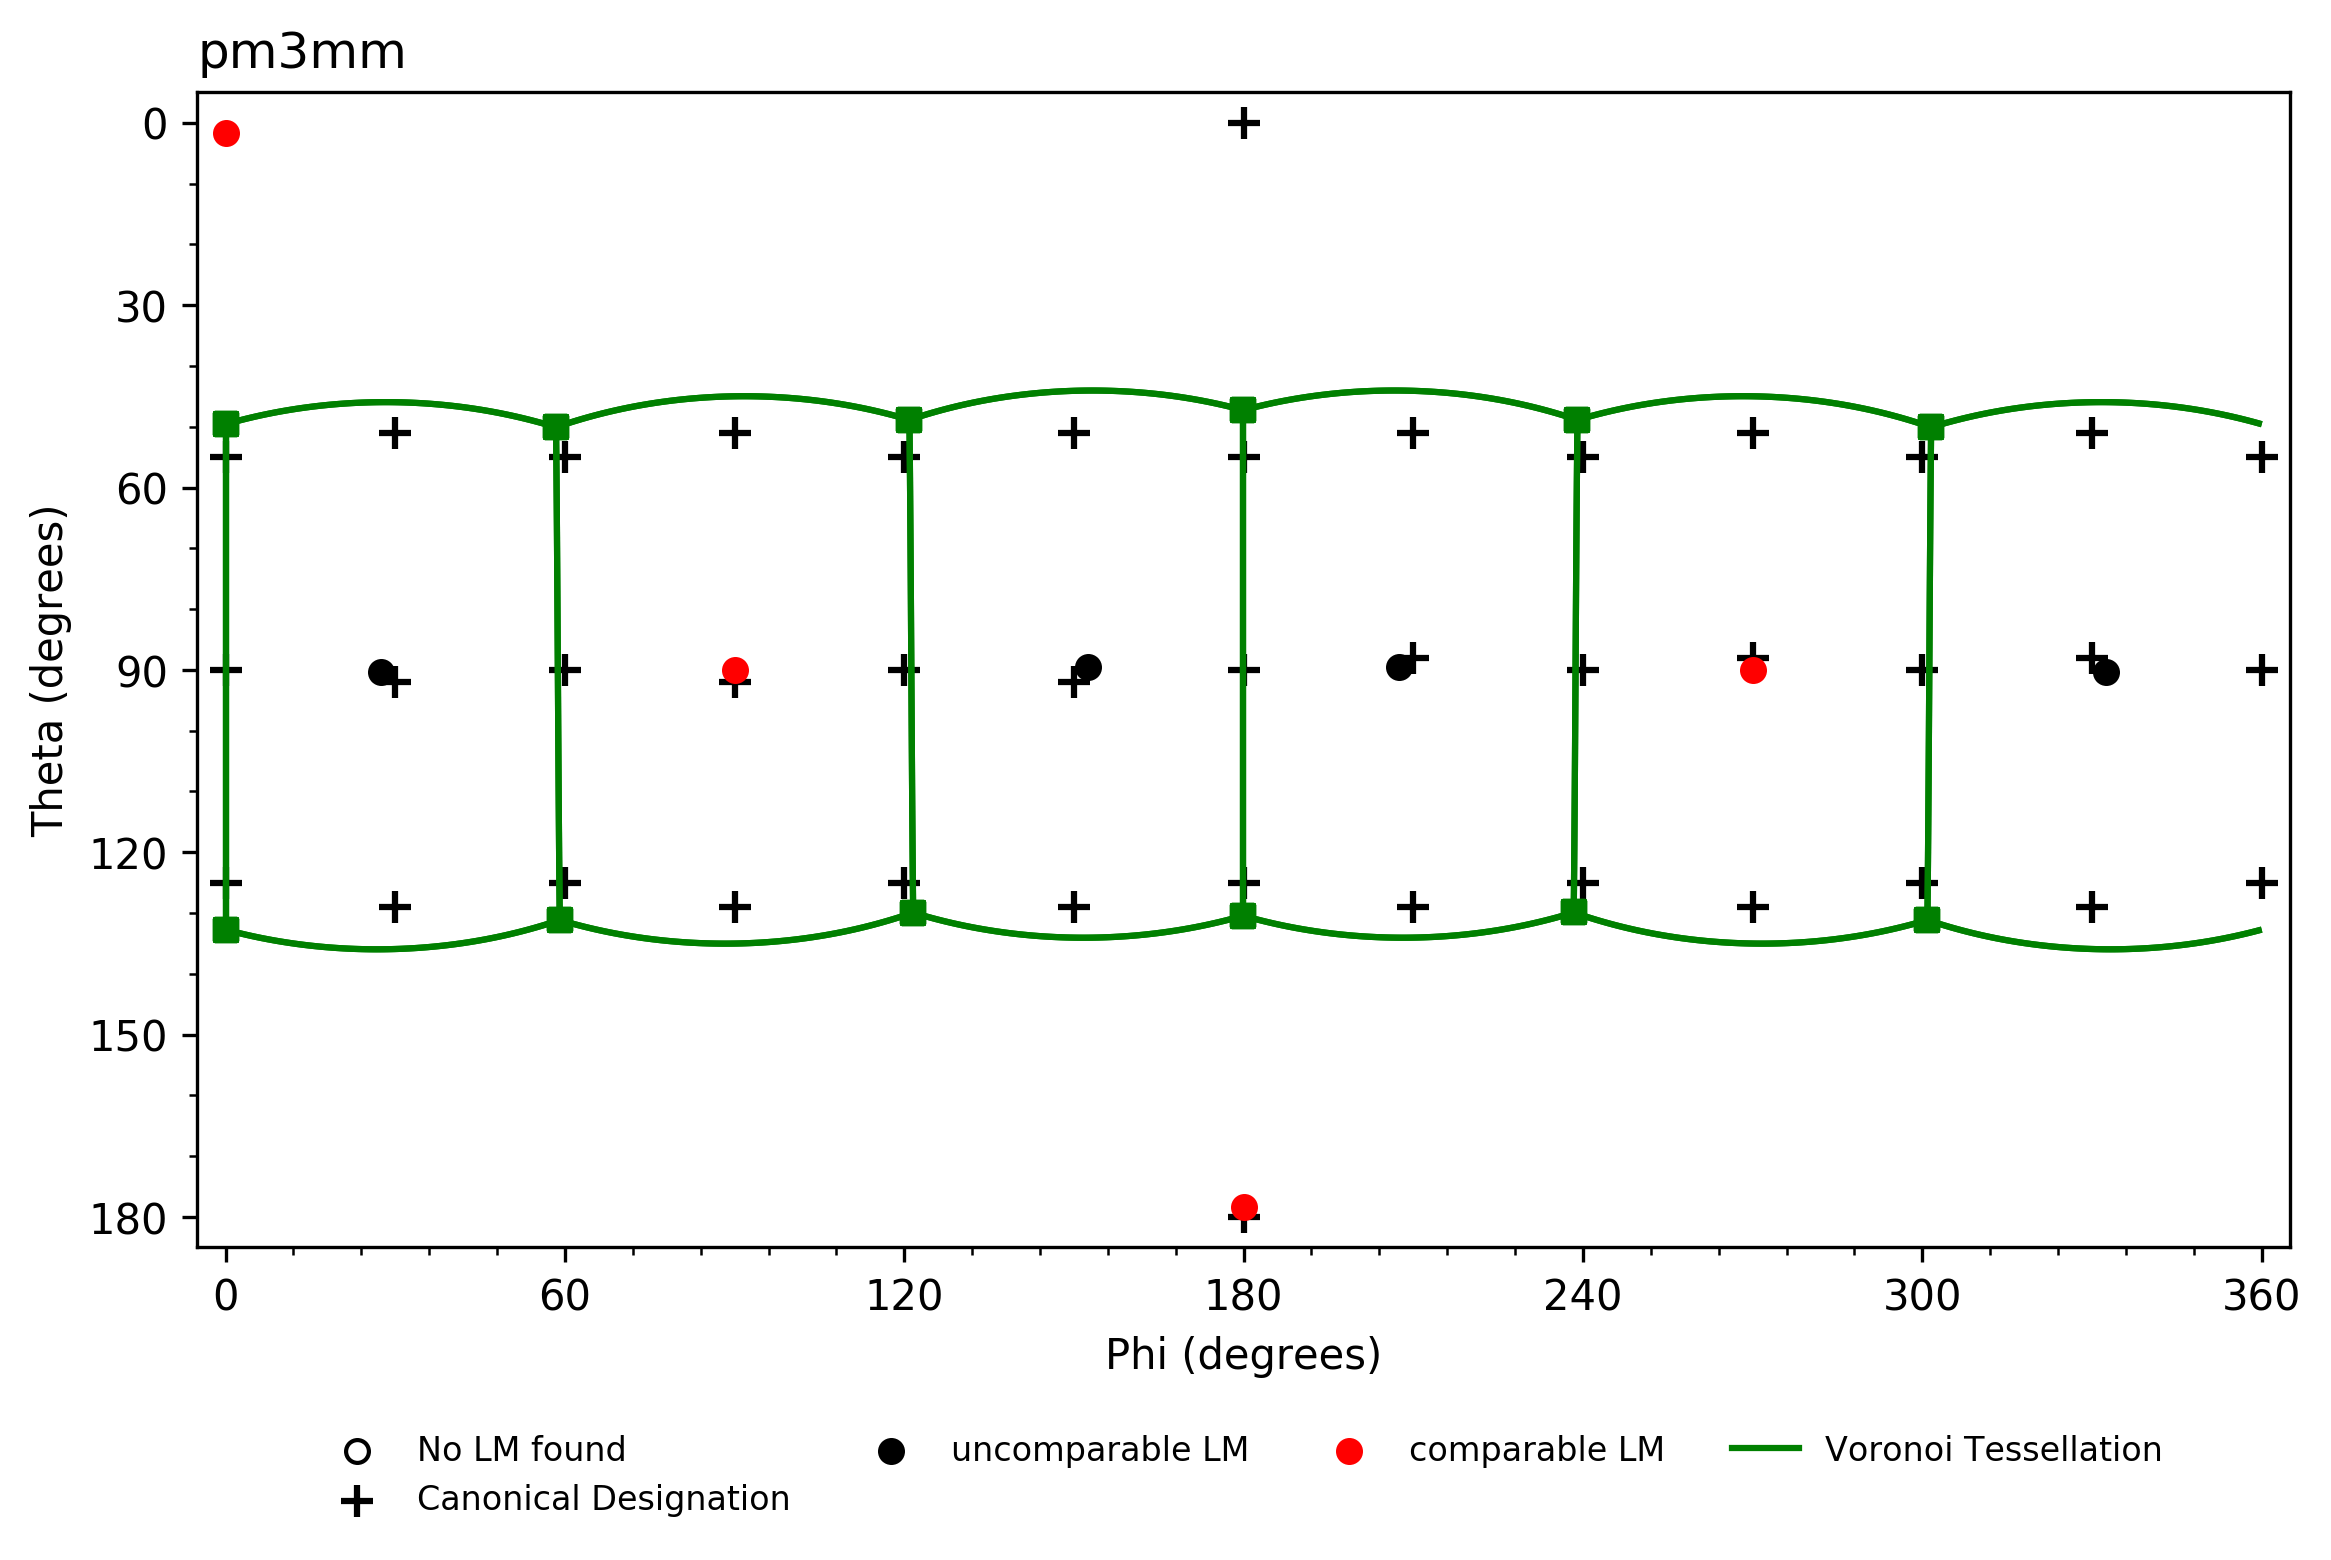 pm3mm
0
30
60
90
120
150
180
Theta (degrees)
0 60 120 180 240 300 360
Phi (degrees)
No LM found uncomparable LM comparable LM Voronoi Tessellation
Canonical Designation